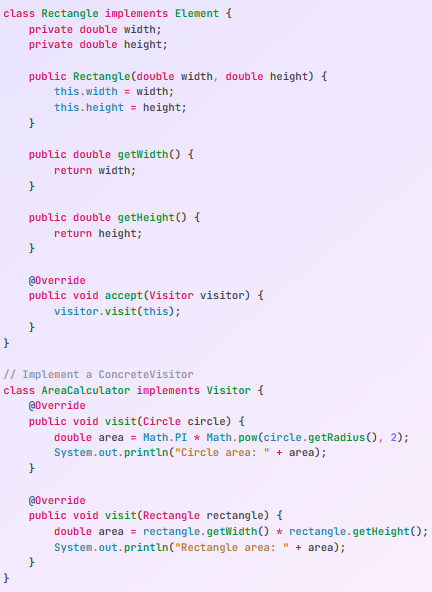 class Rectangle implements Element {
    private double width;
    private double height;

    public Rectangle(double width, double height) {
        this.width = width;
        this.height = height;
    }

    public double getWidth() {
        return width;
    }

    public double getHeight() {
        return height;
    }

    @Override
    public void accept(Visitor visitor) {
        visitor.visit(this);
    }
}

// Implement a ConcreteVisitor
class AreaCalculator implements Visitor {
    @Override
    public void visit(Circle circle) {
        double area = Math.PI * Math.pow(circle.getRadius(), 2);
        System.out.println("Circle area: " + area);
    }

    @Override
    public void visit(Rectangle rectangle) {
        double area = rectangle.getWidth() * rectangle.getHeight();
        System.out.println("Rectangle area: " + area);
    }
}